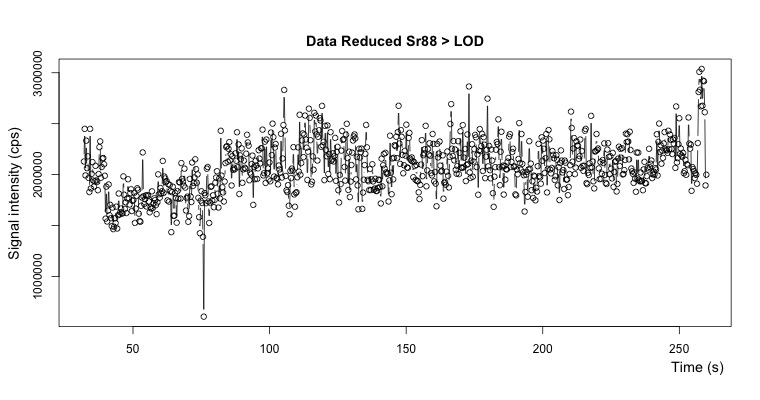 Data Reduced Sr88 > LOD
Signal intensity (cps)
3000000
2000000
1000000
50 100 150 200 250
Time (s)